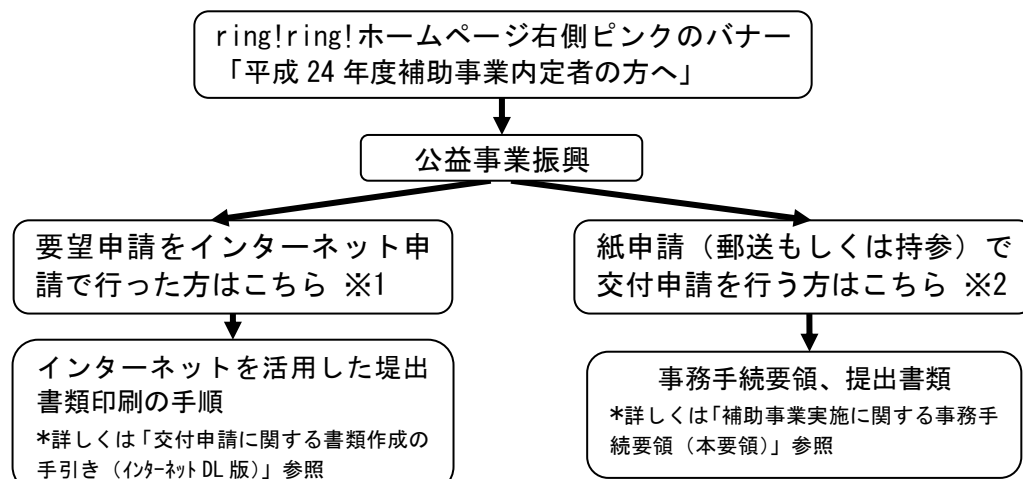 ring!ring!ホームページ右側ピンクのバナー
「平成24年度補助事業内定者の方へ」
公益事業振興
要望申請をインターネット申
請で行った方はこちら ※1
紙申請（郵送もしくは持参）で
交付申請を行う方はこちら ※2
インターネットを活用した堤出
書類印刷の手順
*詳しくは「交付申請に関する書類作成の
手引き（ｲﾝﾀｰﾈｯﾄ DL 版）」参照
事務手続要領、提出書類
*詳しくは「補助事業実施に関する事務手
続要領（本要領）」参照